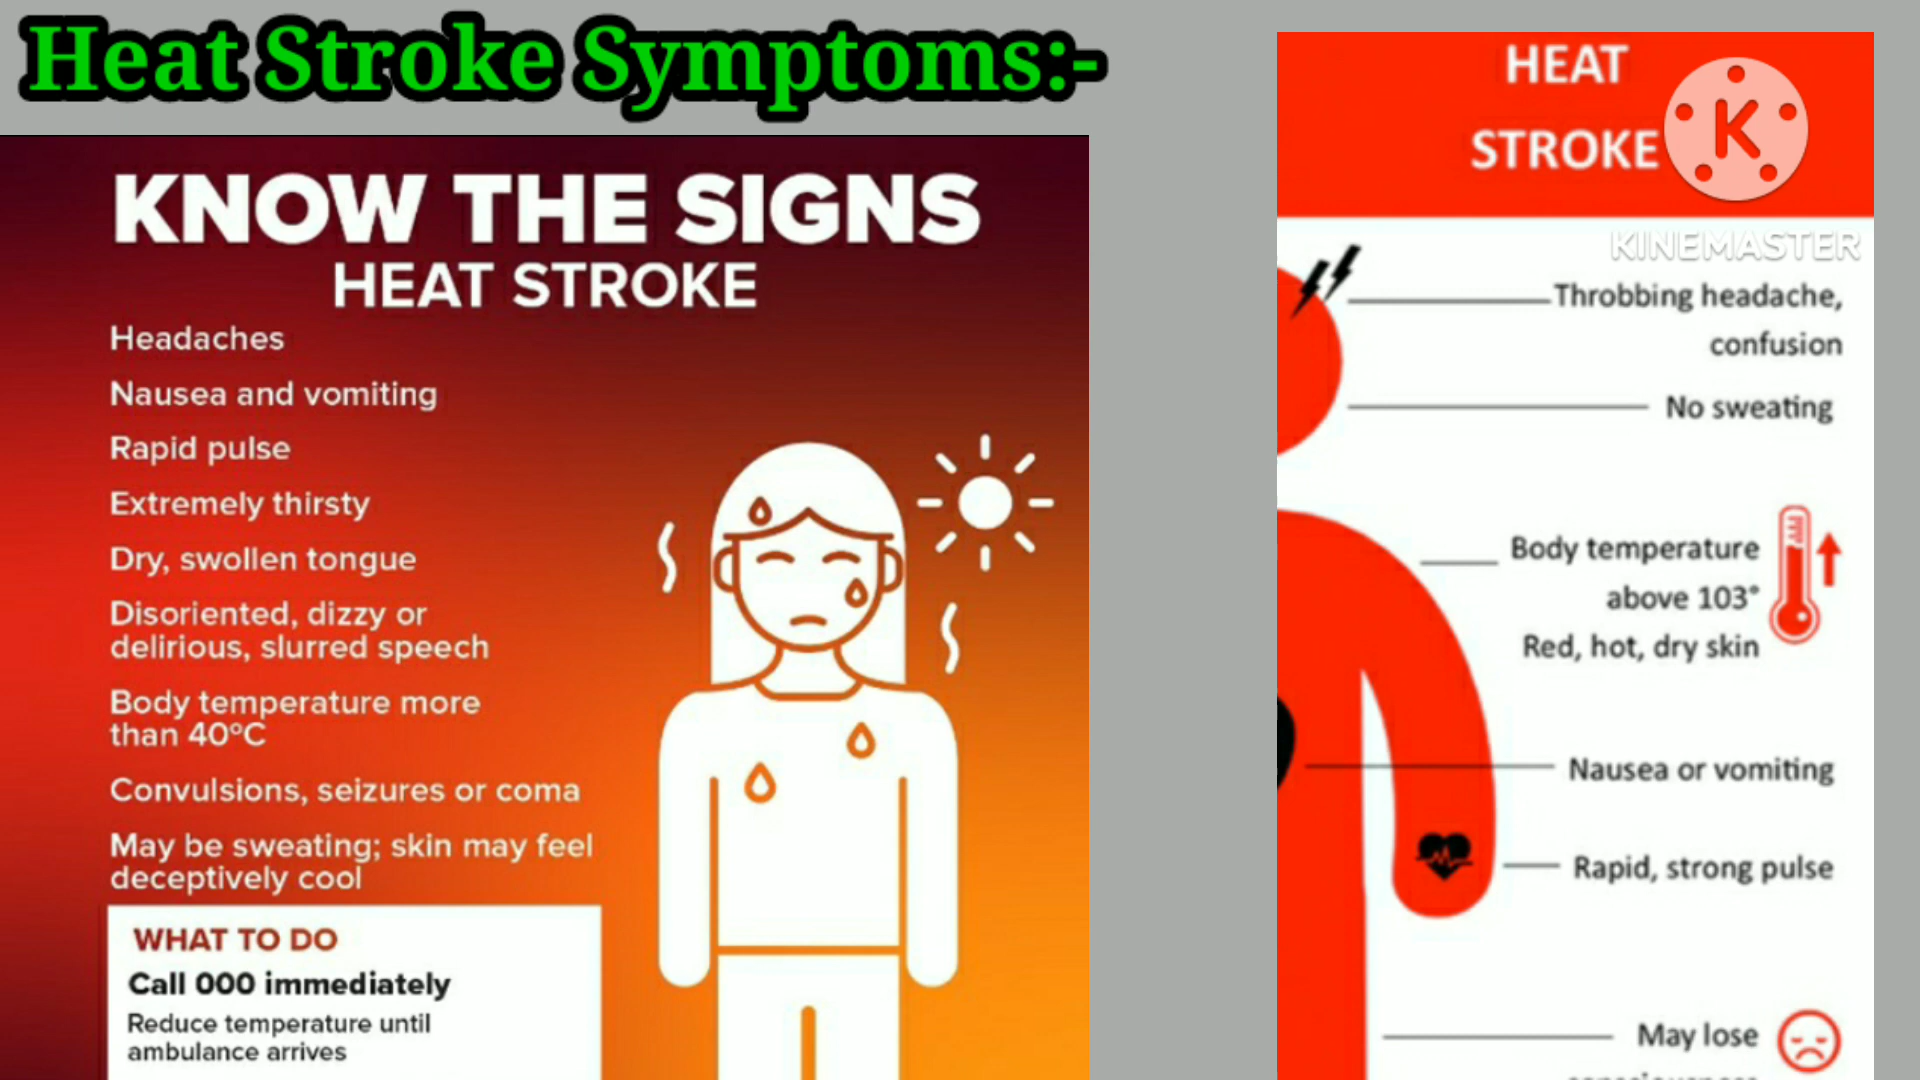 Heat Stroke Symptoms:-
KNOW THE SIGNS
HEAT STROKE
Headaches
Nausea and vomiting
Rapid pulse
Extremely thirsty
Dry, swollen tongue
Disoriented, dizzy or
delirious, slurred speech
Body temperature more
than 40°C
Convulsions, seizures or coma
May be sweating; skin may feel
deceptively cool
WHAT TO DO
Call 000 immediately
Reduce temperature until
ambulance arrives
HEAT
STROKE
K
KINEMASTER
Throbbing headache,
confusion
No sweating
Body temperature
above 103°
Red, hot, dry skin
Nausea or vomiting
Rapid, strong pulse
May lose